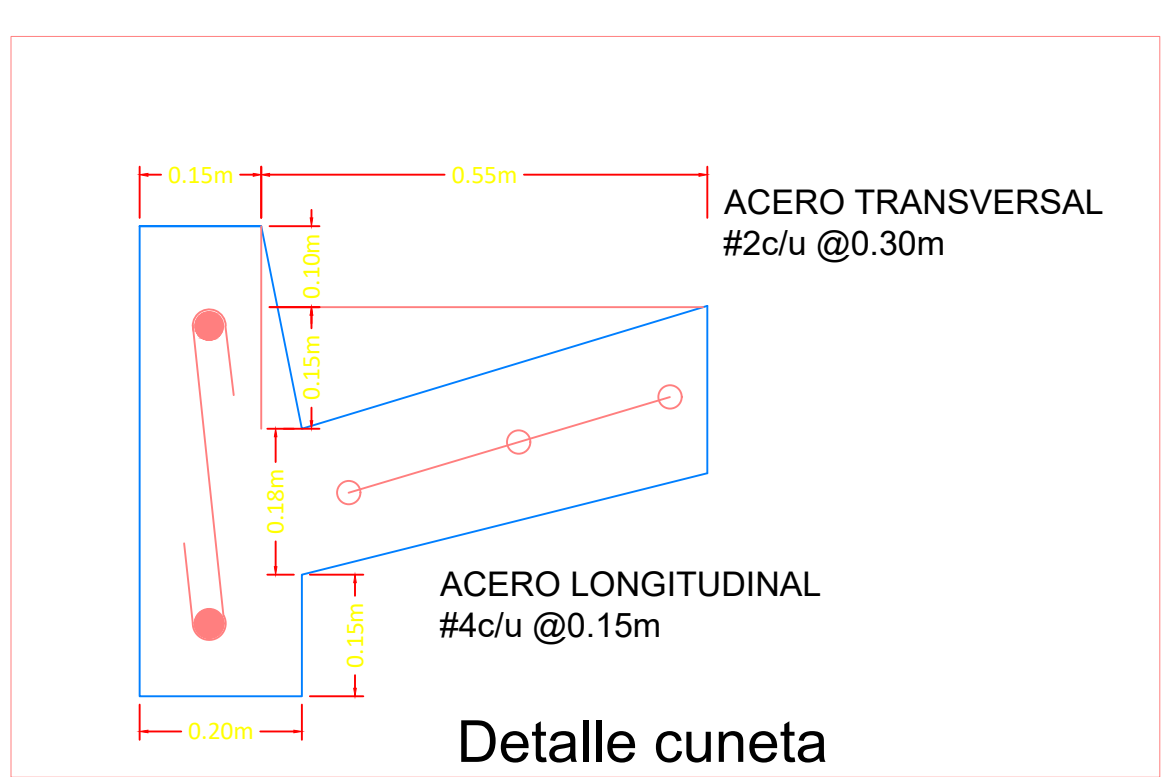 0.15m
0.55m
ACERO TRANSVERSAL
#2c/u @0.30m
0.10m
0.15m
0.18m
ACERO LONGITUDINAL
#4c/u @0.15m
0.15m
0.20m
Detalle cuneta